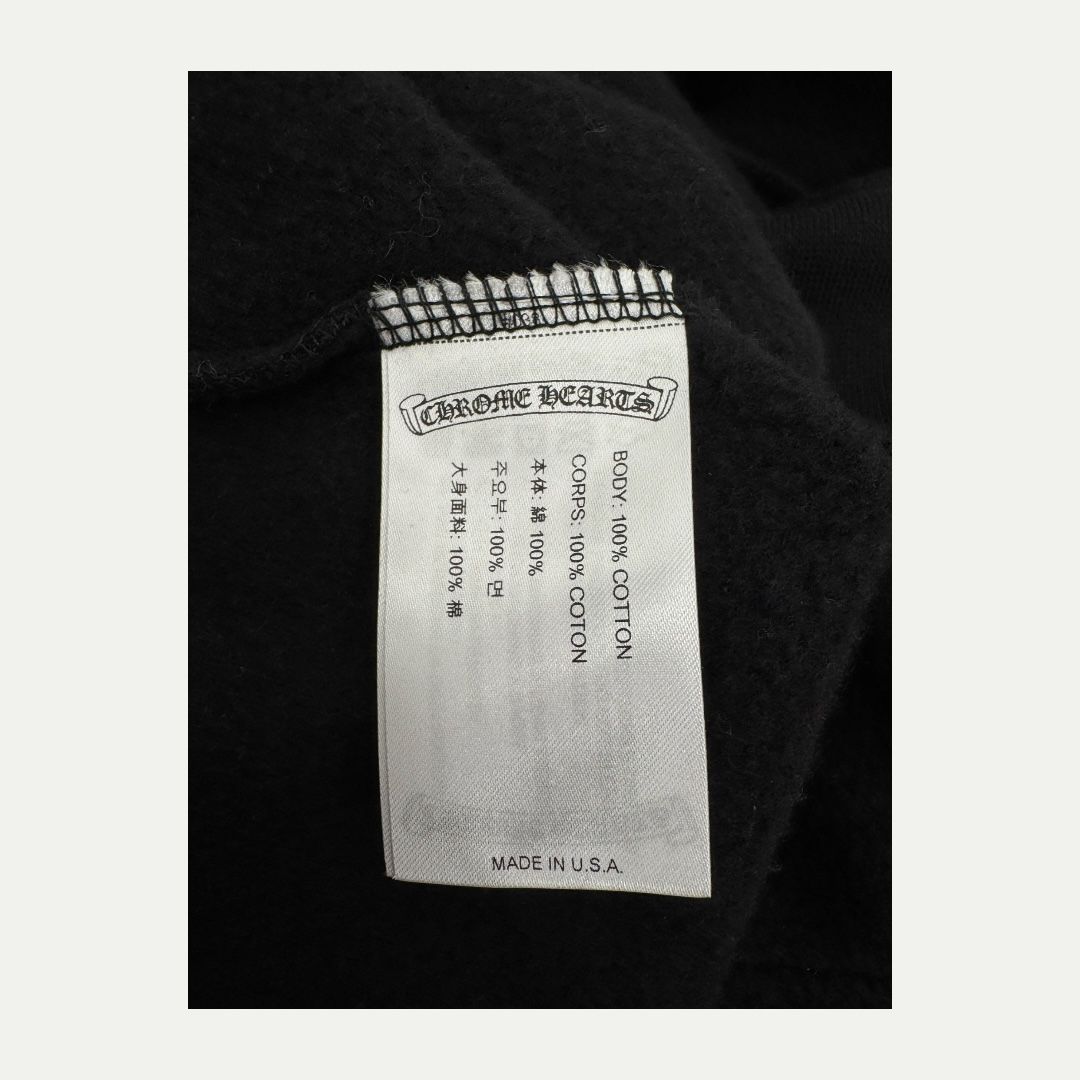 CHROME HEARTS
BODY: 100% COTTON
CORPS: 100% COTON
本体: 綿 100%
주요부: 100% 면
大身面料: 100% 棉
MADE IN U.S.A.